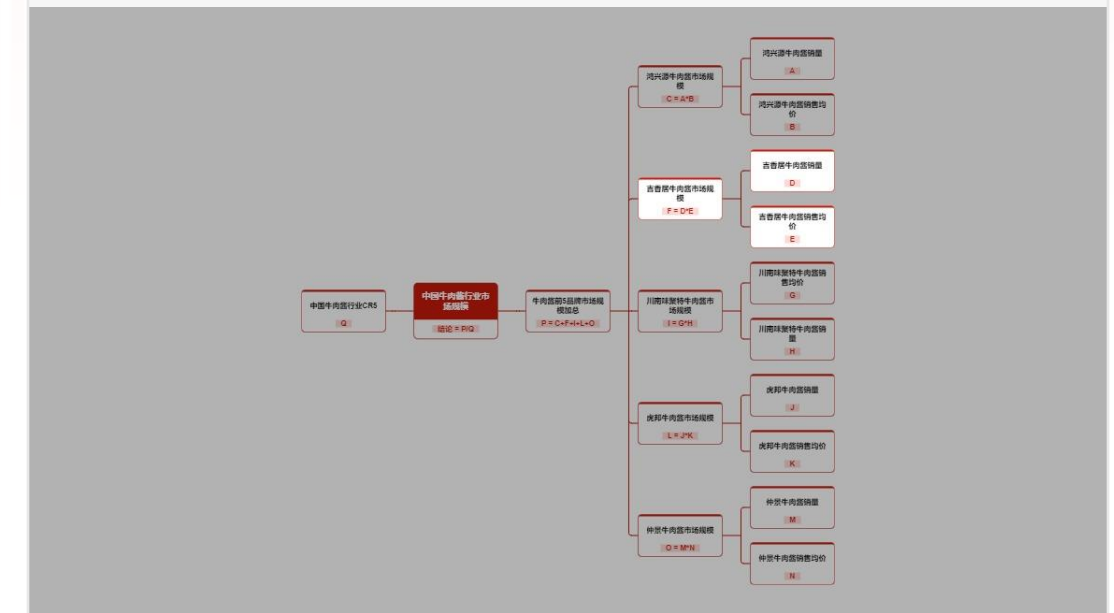 鸿兴源牛肉酱销量
A
鸿兴源牛肉酱市场规
模
C = A*B
鸿兴源牛肉酱销售均
价
B
吉香居牛肉酱销量
D
吉香居牛肉酱市场规
模
F = D*E
吉香居牛肉酱销售均
价
E
中国牛肉酱行业CR5
Q
中国牛肉酱行业市
场规模
结论 = P/Q
牛肉酱前5品牌市场规
模加总
P = C+F+I+L+O
川南味聚特牛肉酱市
场规模
I = G*H
川南味聚特牛肉酱销
售均价
G
川南味聚特牛肉酱销
量
H
虎邦牛肉酱销量
J
虎邦牛肉酱市场规模
L = J*K
虎邦牛肉酱销售均价
K
仲景牛肉酱销量
M
仲景牛肉酱市场规模
O = M*N
仲景牛肉酱销售均价
N